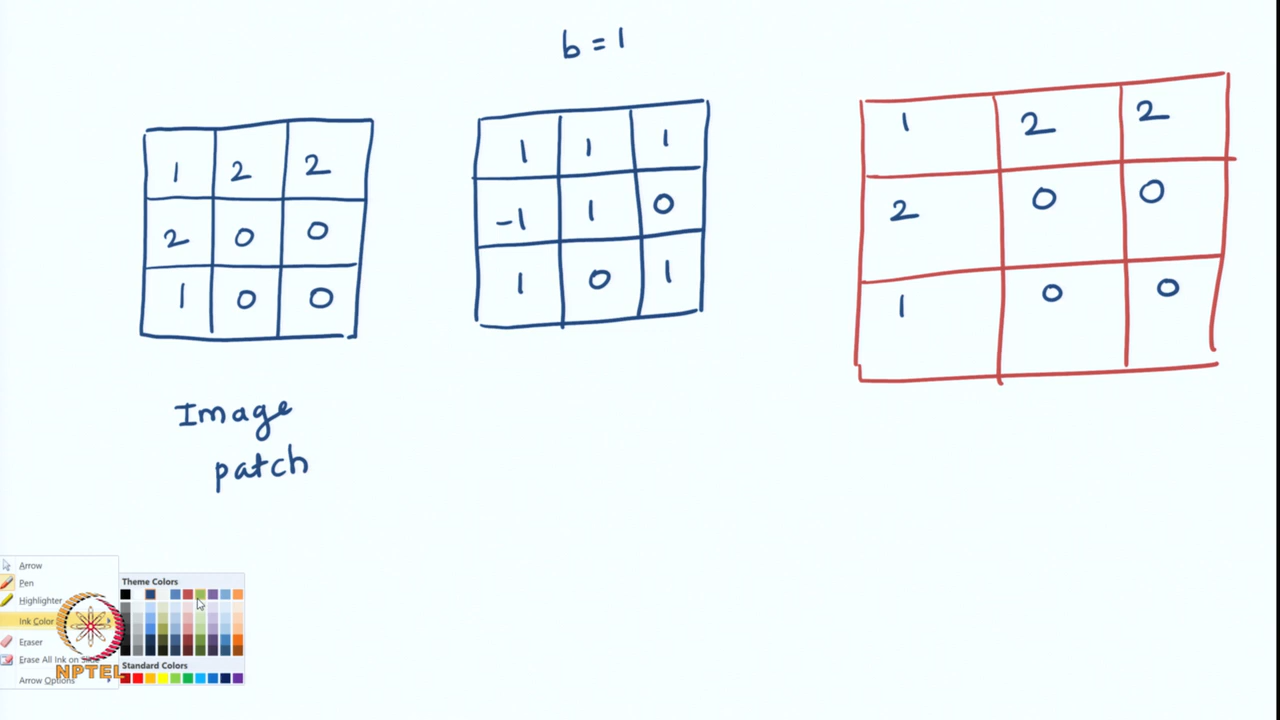 b = 1
1 2 2
2 0 0
1 0 0
1 1 1
-1 1 0
1 0 1
1 2 2
2 0 0
1 0 0
Image
patch
Arrow
Pen
Highlighter
Ink Color
Eraser
Erase All Ink on Slide
Arrow Options
Theme Colors
Standard Colors
NPTEL